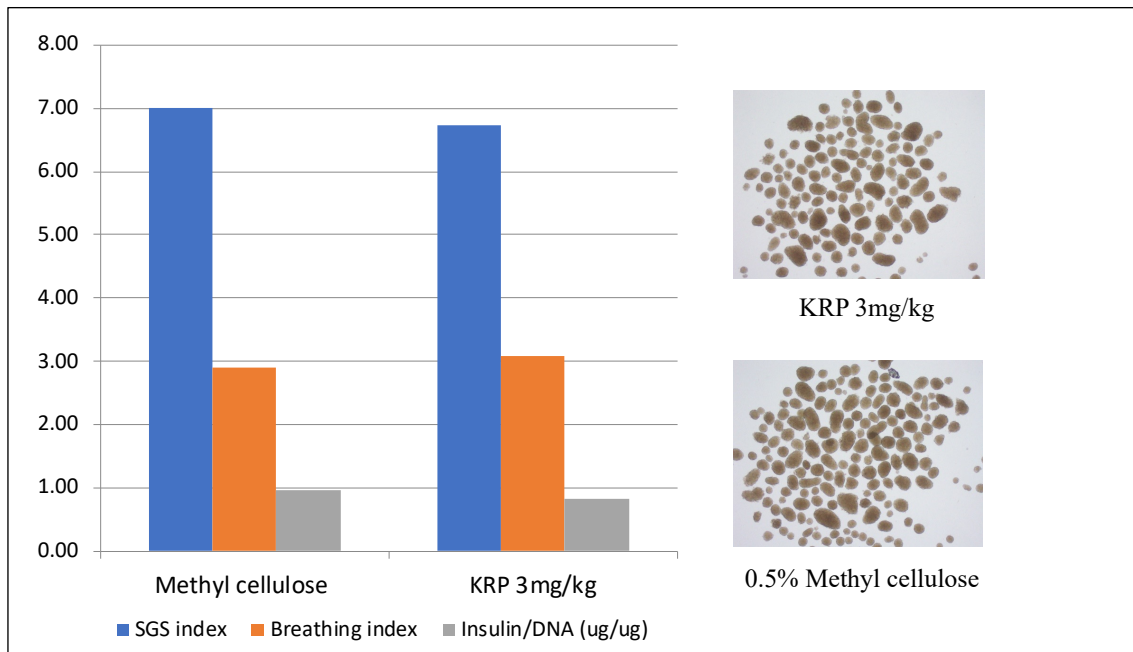 8.00
7.00
6.00
5.00
4.00
3.00
2.00
1.00
0.00
Methyl cellulose KRP 3mg/kg
SGS index Breathing index Insulin/DNA (ug/ug)
KRP 3mg/kg
0.5% Methyl cellulose